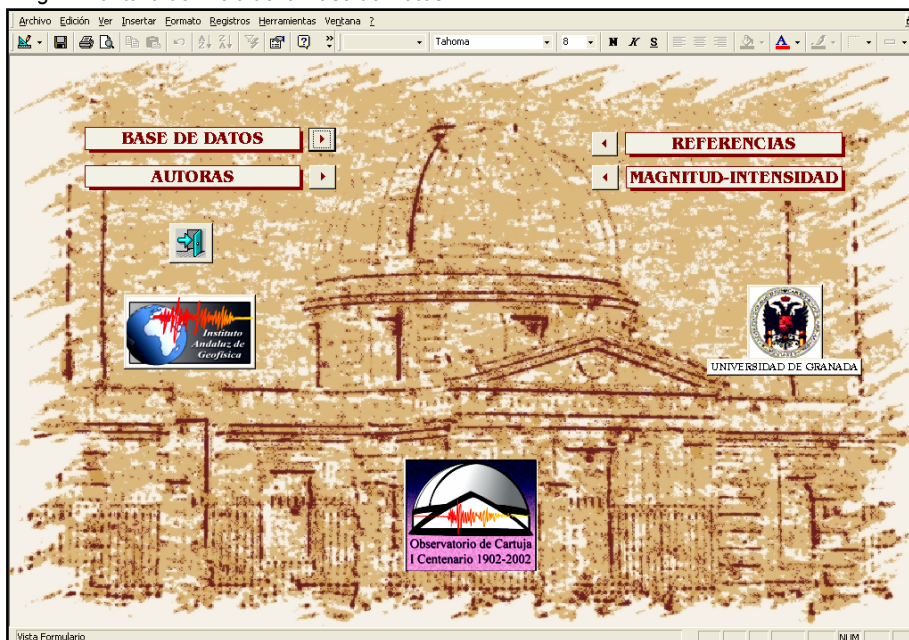 Archivo Edición Ver Insertar Formato Registros Herramientas Ventana ?
Tahoma 8 N K S
BASE DE DATOS
REFERENCIAS
AUTORAS
MAGNITUD-INTENSIDAD
Instituto
Andaluz de
Geofísica
UNIVERSIDAD DE GRANADA
Observatorio de Cartuja
I Centenario 1902-2002
Vista Formulario
NUM